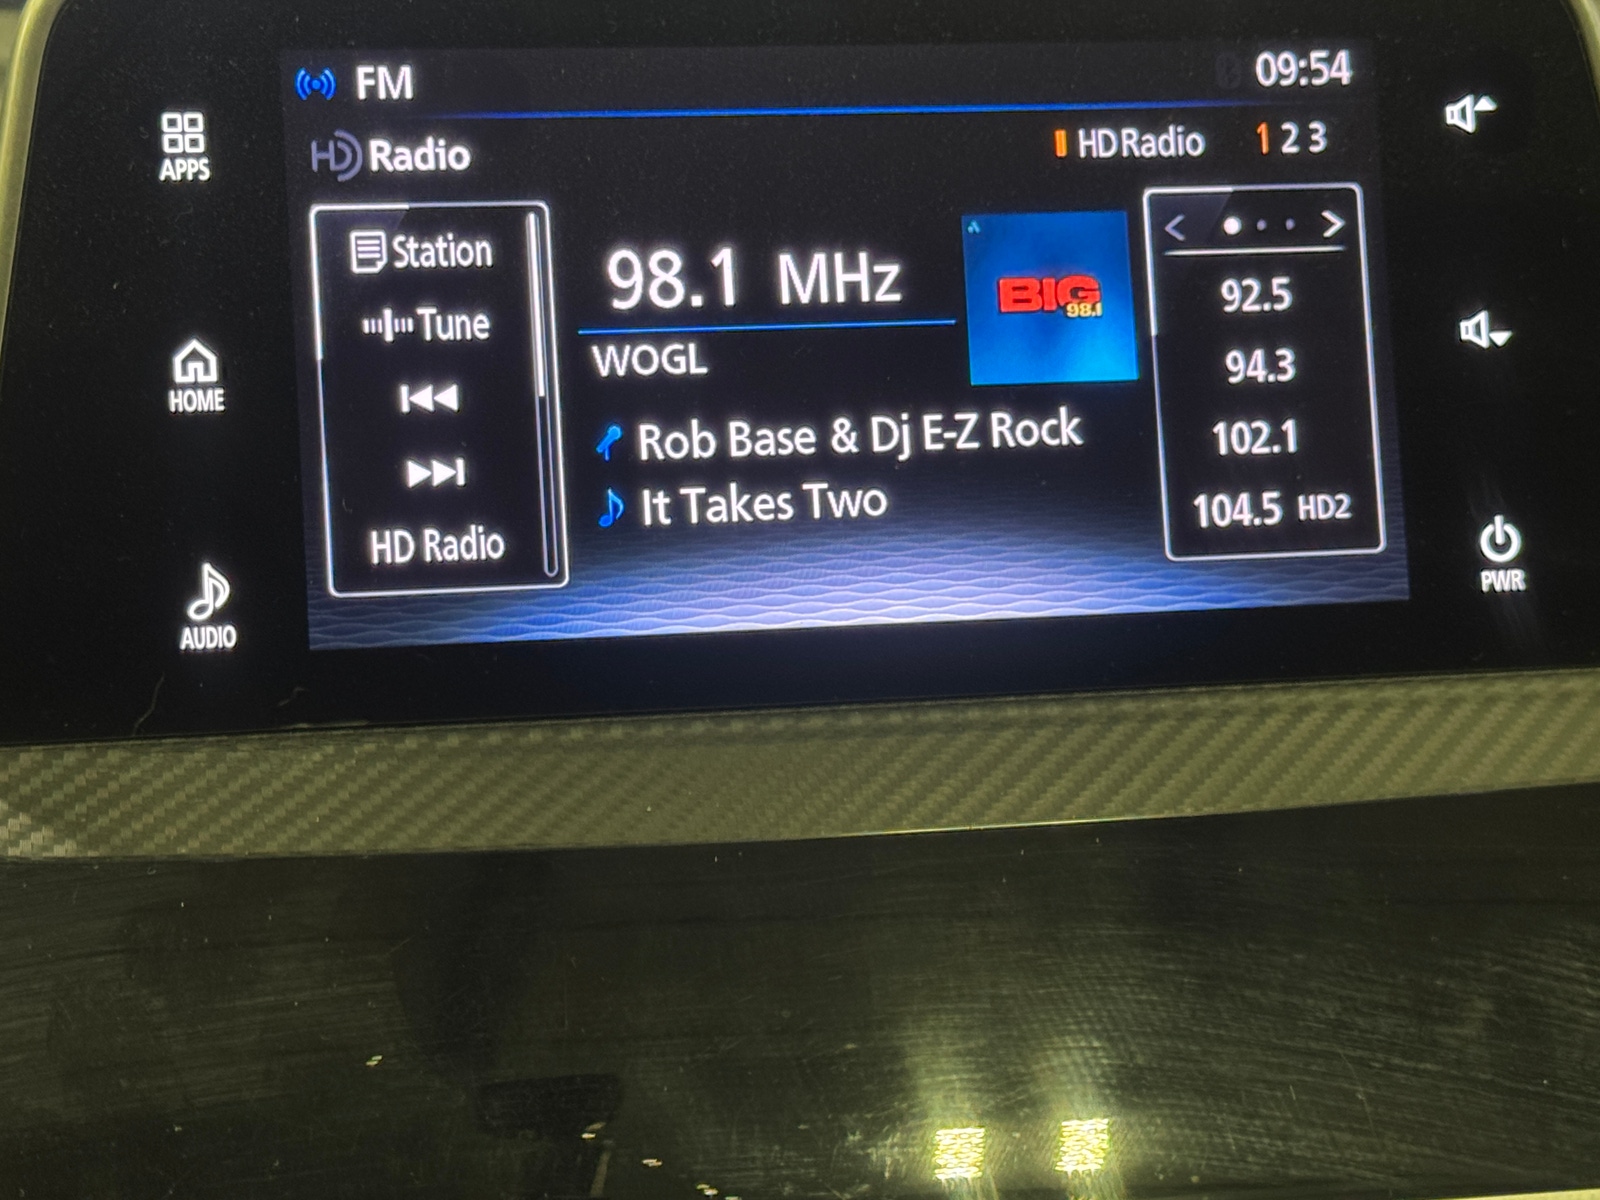 FM
09:54
APPS
HD Radio
HD Radio 1 2 3
Station
Tune
HD Radio
98.1 MHz
WOGL
Rob Base & Dj E-Z Rock
It Takes Two
BIG
98.1
92.5
94.3
102.1
104.5 HD2
HOME
AUDIO
PWR